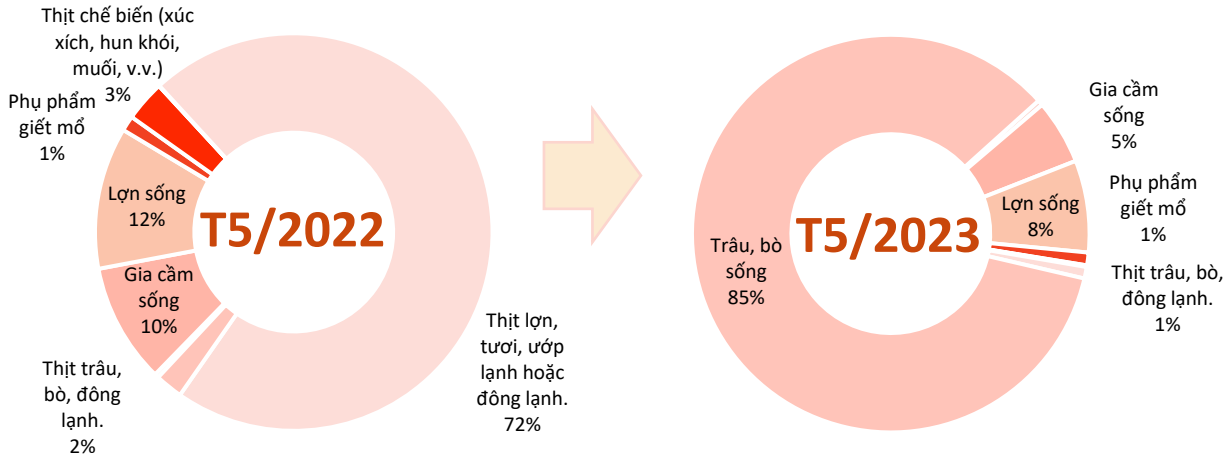 Thịt chế biến (xúc
xích, hun khói,
muối, v.v.)
3%
Phụ phẩm
giết mổ
1%
Lợn sống
12%
T5/2022
Gia cầm
sống
10%
Thịt trâu,
bò, đông
lạnh.
2%
Thịt lợn,
tươi, ướp
lạnh hoặc
đông lạnh.
72%
Gia cầm
sống
5%
Phụ phẩm
giết mổ
1%
Lợn sống
8%
T5/2023
Trâu, bò
sống
85%
Thịt trâu, bò,
đông lạnh.
1%